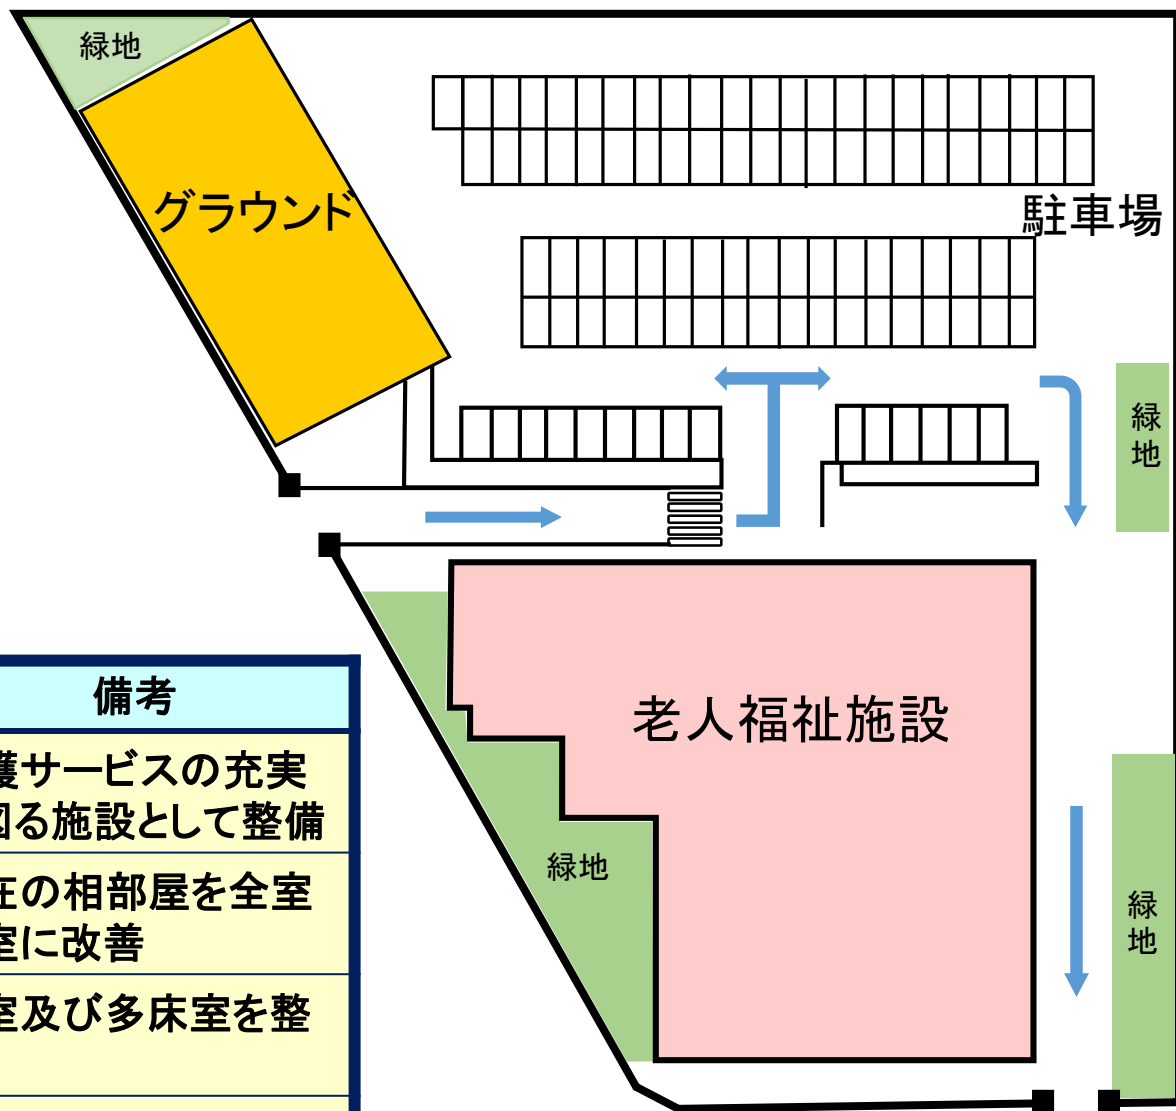 緑地
グラウンド
駐車場
緑地
老人福祉施設
緑地
緑地
備考
護サービスの充実
図る施設として整備
在の相部屋を全室
室に改善
室及び多床室を整